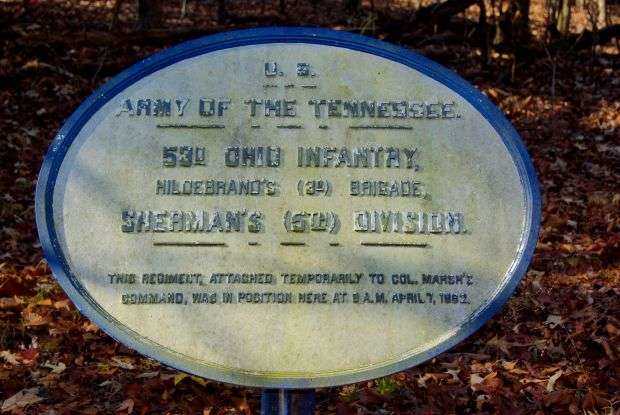 U. S.
ARMY OF THE TENNESSEE.
53D OHIO INFANTRY,
HILDEBRAND'S (3D) BRIGADE,
SHERMAN'S (5TH) DIVISION.
THIS REGIMENT, ATTACHED TEMPORARILY TO COL. MARSH'S
COMMAND, WAS IN POSITION HERE AT 8 A.M. APRIL 7, 1862.